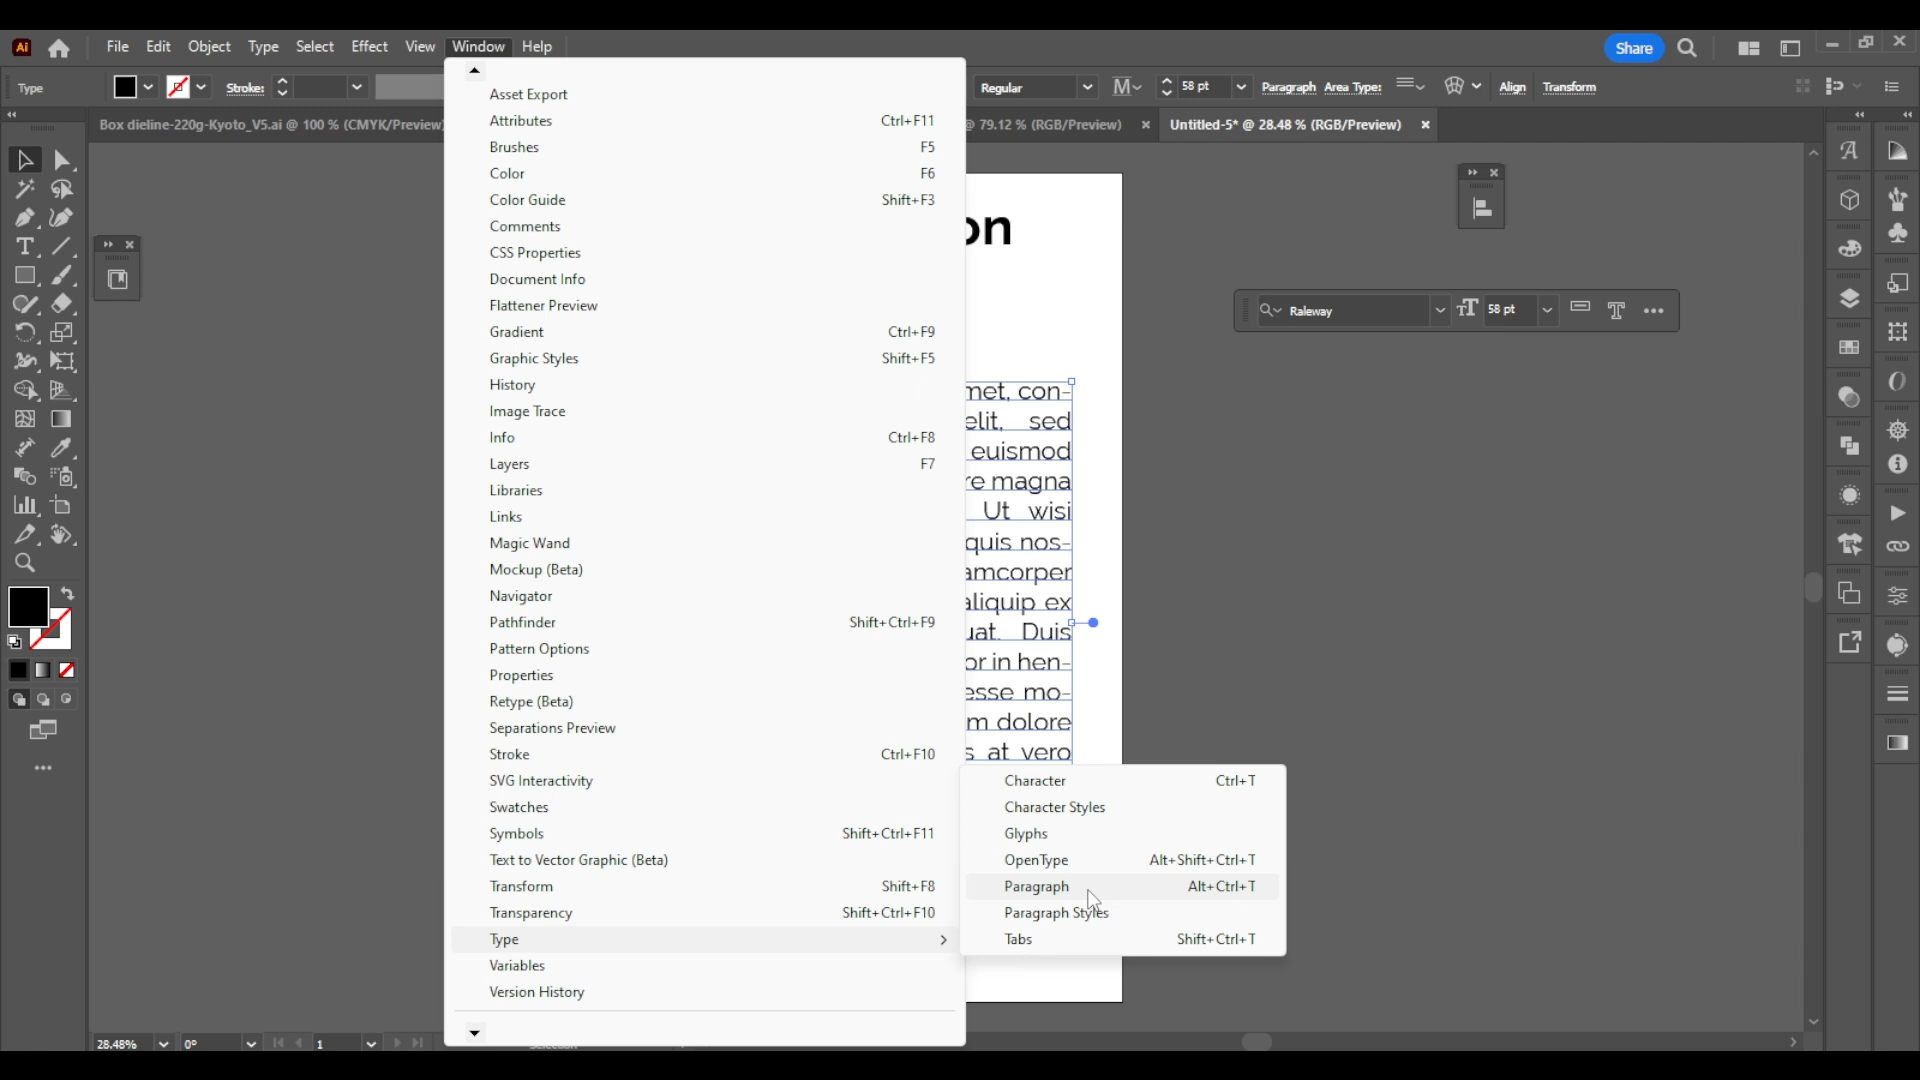 Ai File Edit Object Type Select Effect View Window Help Share
Type Stroke: Regular 58 pt Paragraph Area Type: Align Transform
Box dieline-220g-Kyoto_V5.ai @ 100 % (CMYK/Preview) @ 79.12 % (RGB/Preview) Untitled-5* @ 28.48 % (RGB/Preview)
Asset Export
Attributes Ctrl+F11
Brushes F5
Color F6
Color Guide Shift+F3
Comments
CSS Properties
Document Info
Flattener Preview
Gradient Ctrl+F9
Graphic Styles Shift+F5
History
Image Trace
Info Ctrl+F8
Layers F7
Libraries
Links
Magic Wand
Mockup (Beta)
Navigator
Pathfinder Shift+Ctrl+F9
Pattern Options
Properties
Retype (Beta)
Separations Preview
Stroke Ctrl+F10
SVG Interactivity
Swatches
Symbols Shift+Ctrl+F11
Text to Vector Graphic (Beta)
Transform Shift+F8
Transparency Shift+Ctrl+F10
Type
Variables
Version History
Character Ctrl+T
Character Styles
Glyphs
OpenType Alt+Shift+Ctrl+T
Paragraph Alt+Ctrl+T
Paragraph Styles
Tabs Shift+Ctrl+T
on
Raleway 58 pt
met, con-
elit, sed
euismod
re magna
Ut wisi
quis nos-
amcorper
aliquip ex
uat. Duis
or in hen-
esse mo-
m dolore
s at vero
28.48% 0° 1